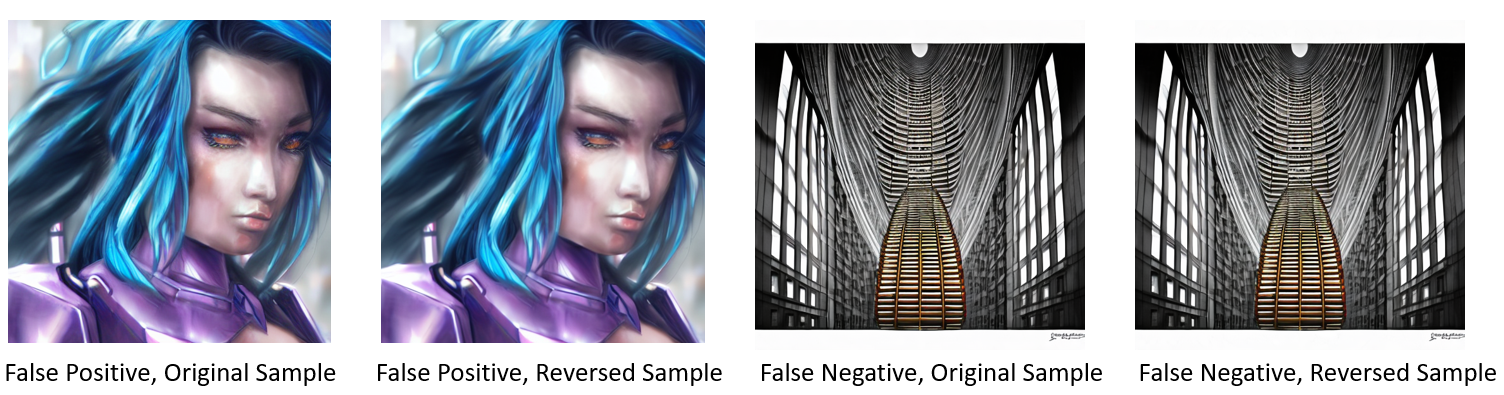 False Positive, Original Sample
False Positive, Reversed Sample
False Negative, Original Sample
False Negative, Reversed Sample